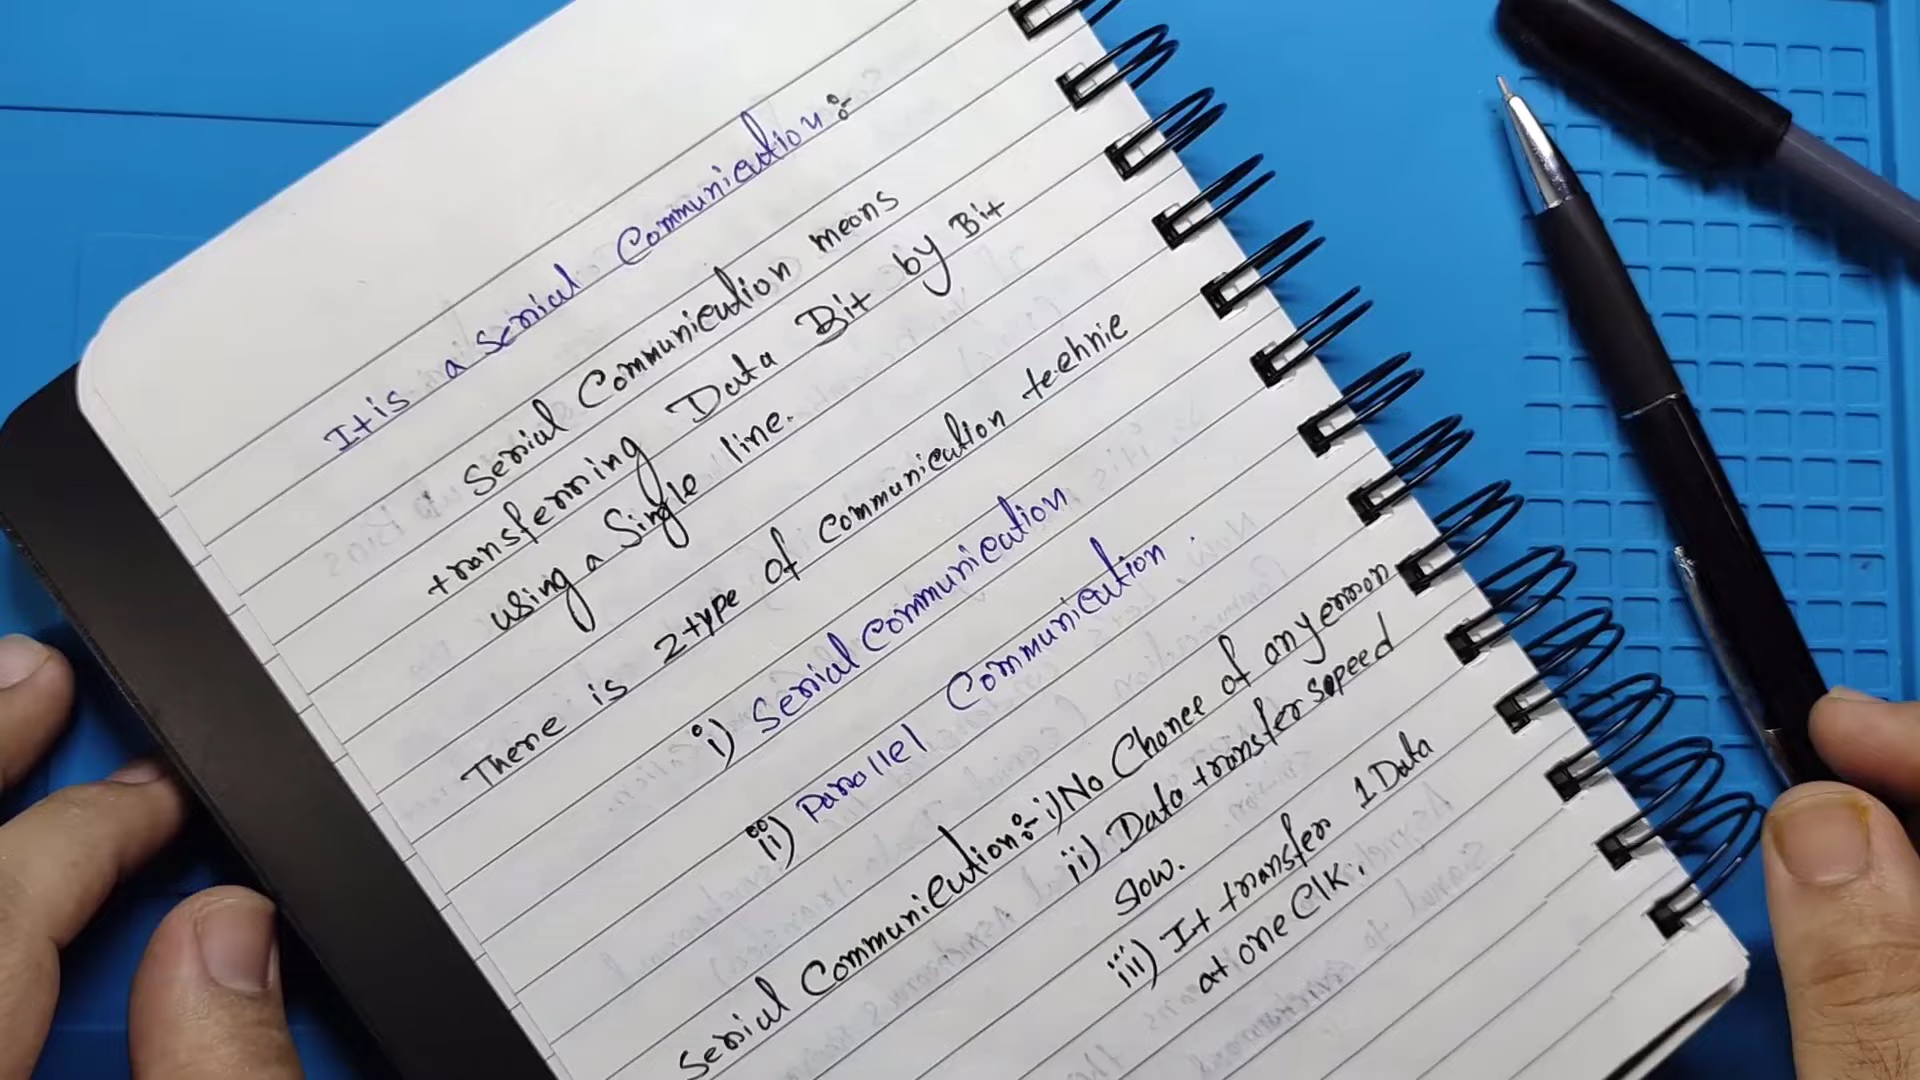 It is a Serial Communication :-
Serial Communication means
transferring Data Bit by Bit
using a Single line.
There is 2 type of communication technic
i) Serial Communication
ii) Parallel Communication
Serial Communication :- i) No Chance of any error
ii) Data transfer speed
Slow.
iii) It transfer 1 Data
at one Clk.